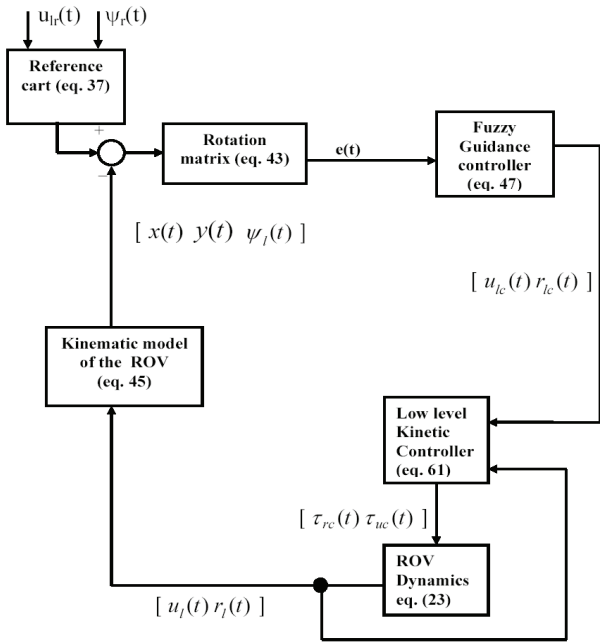 u_lr(t) ψ_r(t)
Reference
cart (eq. 37)
+
−
Rotation
matrix (eq. 43)
e(t)
Fuzzy
Guidance
controller
(eq. 47)
[ x(t) y(t) ψ_l(t) ]
[ u_lc(t) r_lc(t) ]
Kinematic model
of the ROV
(eq. 45)
Low level
Kinetic
Controller
(eq. 61)
[ τ_rc(t) τ_uc(t) ]
ROV
Dynamics
eq. (23)
[ u_l(t) r_l(t) ]